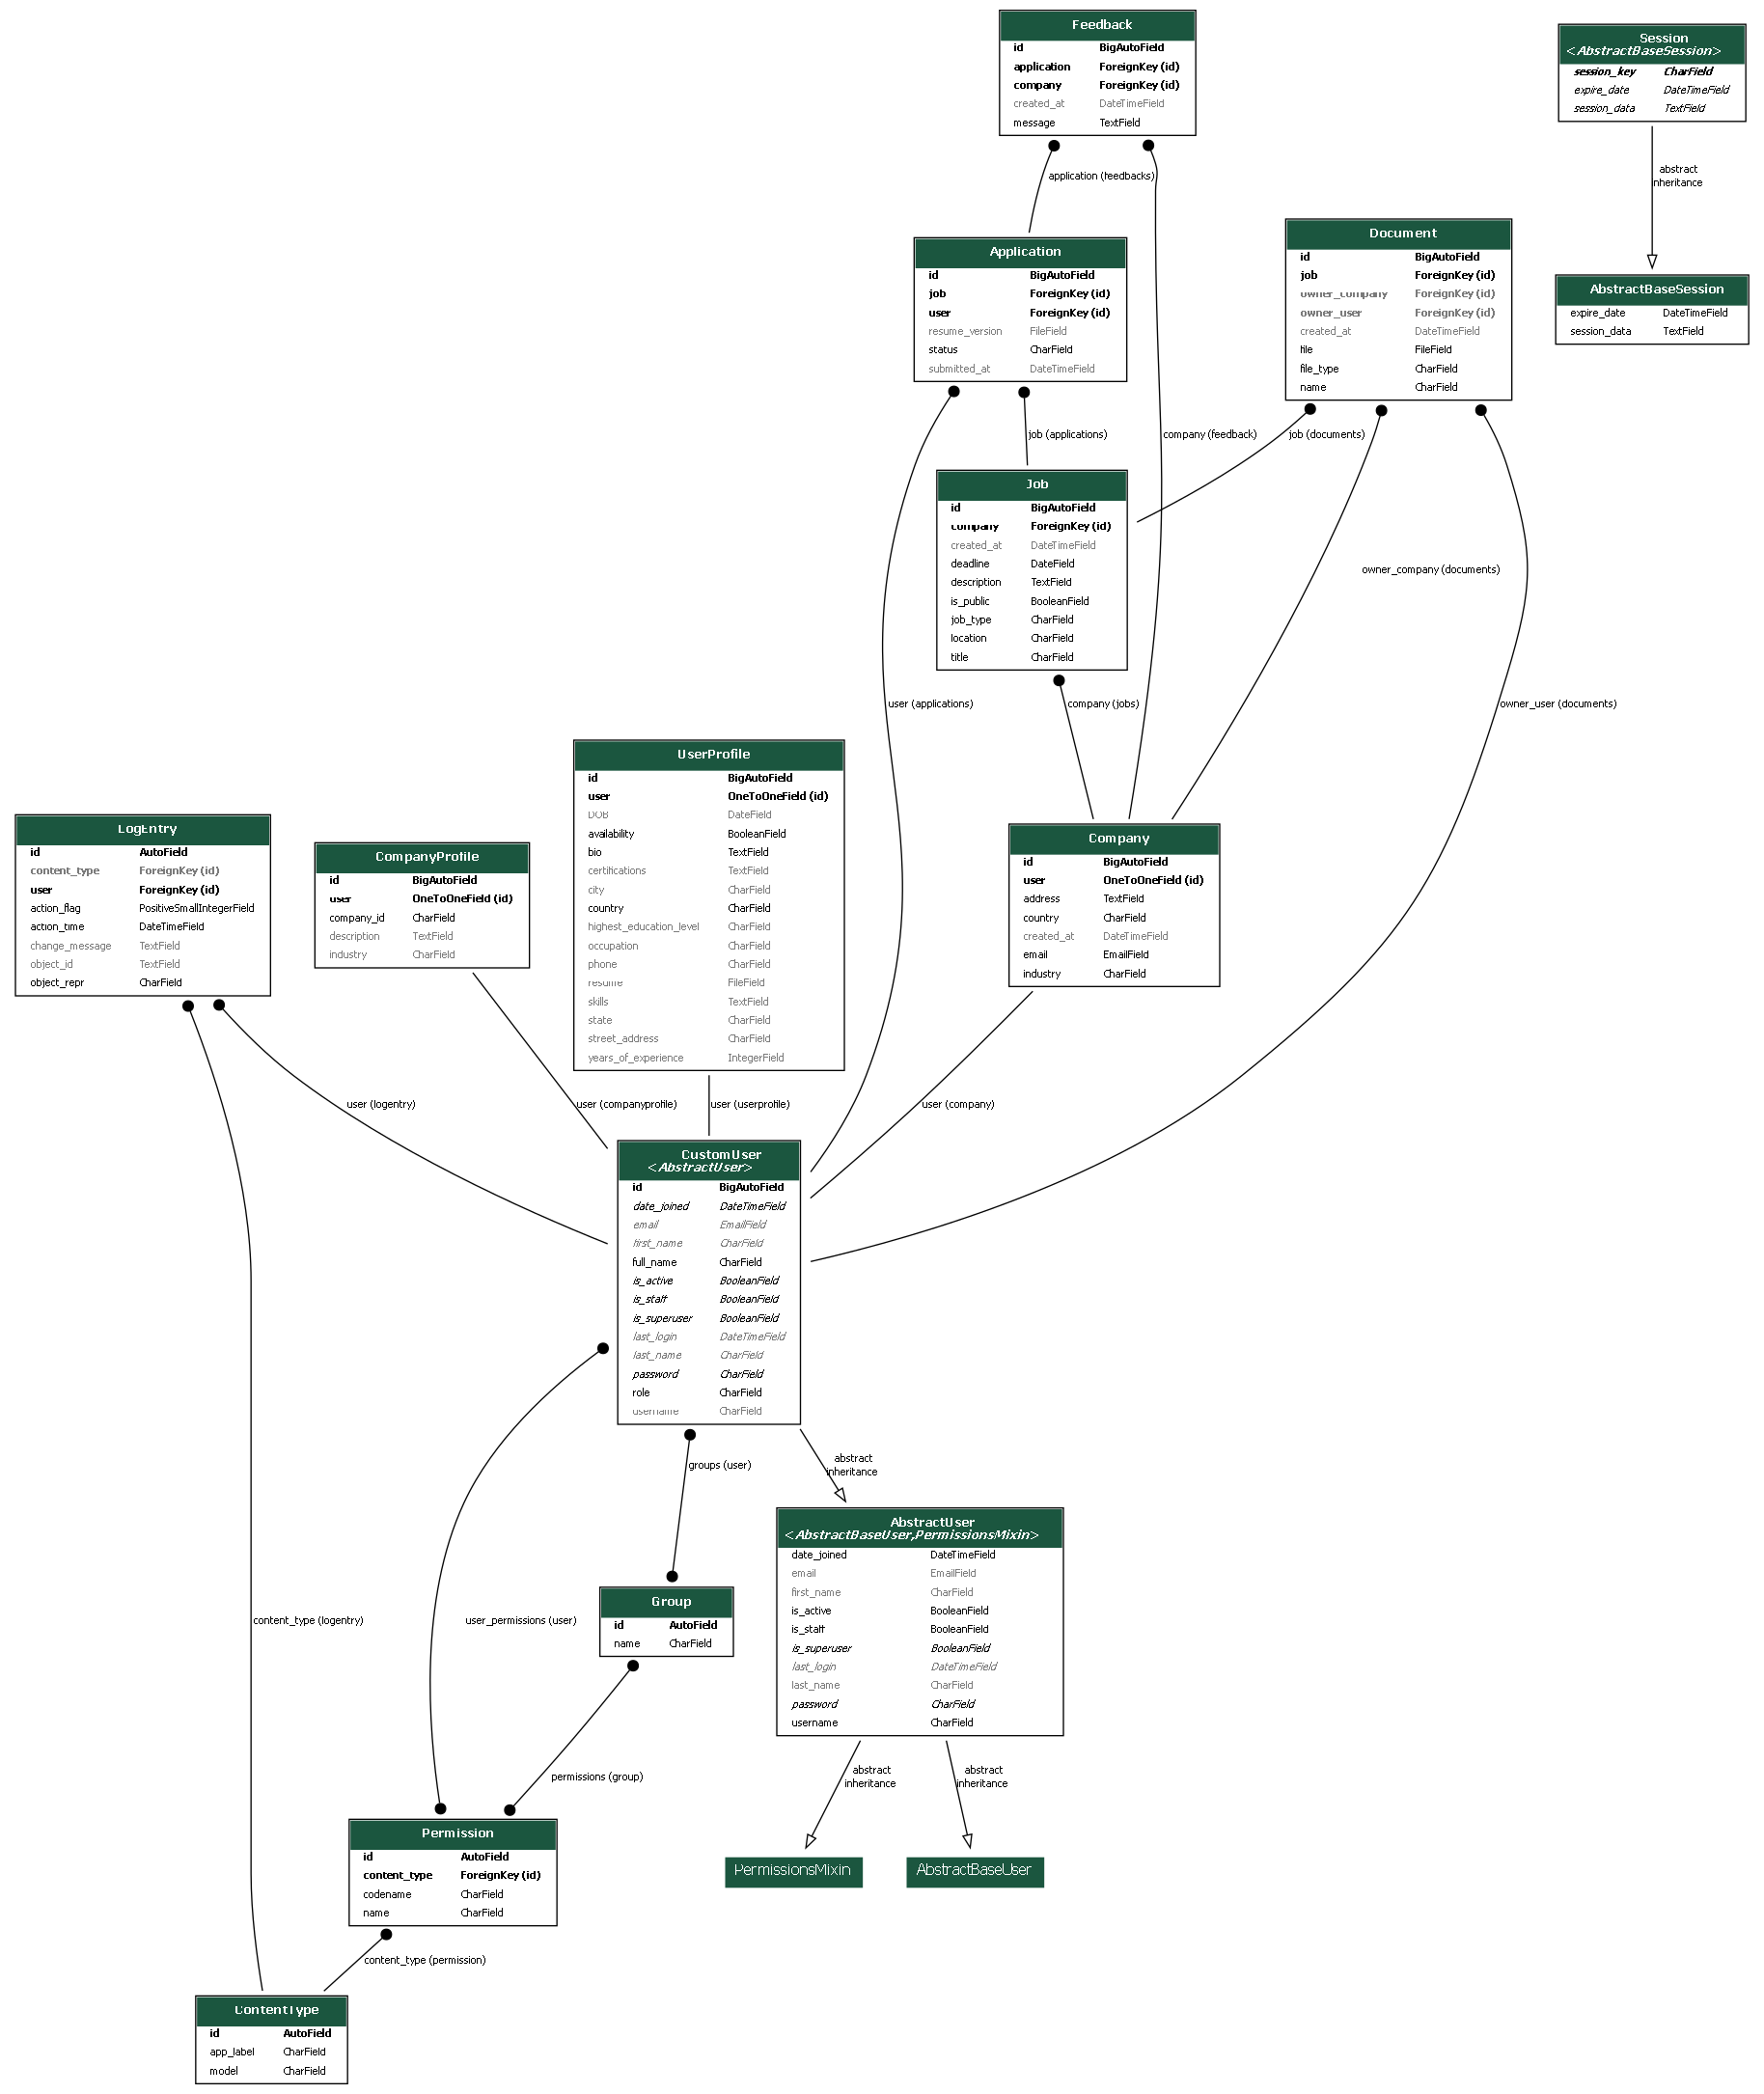 Feedback
id BigAutoField
application ForeignKey (id)
company ForeignKey (id)
created_at DateTimeField
message TextField
Session
<AbstractBaseSession>
session_key CharField
expire_date DateTimeField
session_data TextField
application (feedbacks)
abstract
inheritance
Application
id BigAutoField
job ForeignKey (id)
user ForeignKey (id)
resume_version FileField
status CharField
submitted_at DateTimeField
Document
id BigAutoField
job ForeignKey (id)
owner_company ForeignKey (id)
owner_user ForeignKey (id)
created_at DateTimeField
file FileField
file_type CharField
name CharField
AbstractBaseSession
expire_date DateTimeField
session_data TextField
job (applications)
company (feedback)
job (documents)
Job
id BigAutoField
company ForeignKey (id)
created_at DateTimeField
deadline DateField
description TextField
is_public BooleanField
job_type CharField
location CharField
title CharField
owner_company (documents)
user (applications)
company (jobs)
owner_user (documents)
LogEntry
id AutoField
content_type ForeignKey (id)
user ForeignKey (id)
action_flag PositiveSmallIntegerField
action_time DateTimeField
change_message TextField
object_id TextField
object_repr CharField
CompanyProfile
id BigAutoField
user OneToOneField (id)
company_id CharField
description TextField
industry CharField
UserProfile
id BigAutoField
user OneToOneField (id)
DOB DateField
availability BooleanField
bio TextField
certifications TextField
city CharField
country CharField
highest_education_level CharField
occupation CharField
phone CharField
resume FileField
skills TextField
state CharField
street_address CharField
years_of_experience IntegerField
Company
id BigAutoField
user OneToOneField (id)
address TextField
country CharField
created_at DateTimeField
email EmailField
industry CharField
user (logentry)
user (companyprofile)
user (userprofile)
user (company)
CustomUser
<AbstractUser>
id BigAutoField
date_joined DateTimeField
email EmailField
first_name CharField
full_name CharField
is_active BooleanField
is_staff BooleanField
is_superuser BooleanField
last_login DateTimeField
last_name CharField
password CharField
role CharField
username CharField
groups (user)
abstract
inheritance
AbstractUser
<AbstractBaseUser,PermissionsMixin>
date_joined DateTimeField
email EmailField
first_name CharField
is_active BooleanField
is_staff BooleanField
is_superuser BooleanField
last_login DateTimeField
last_name CharField
password CharField
username CharField
Group
id AutoField
name CharField
content_type (logentry)
user_permissions (user)
permissions (group)
abstract
inheritance
abstract
inheritance
Permission
id AutoField
content_type ForeignKey (id)
codename CharField
name CharField
PermissionsMixin
AbstractBaseUser
content_type (permission)
ContentType
id AutoField
app_label CharField
model CharField